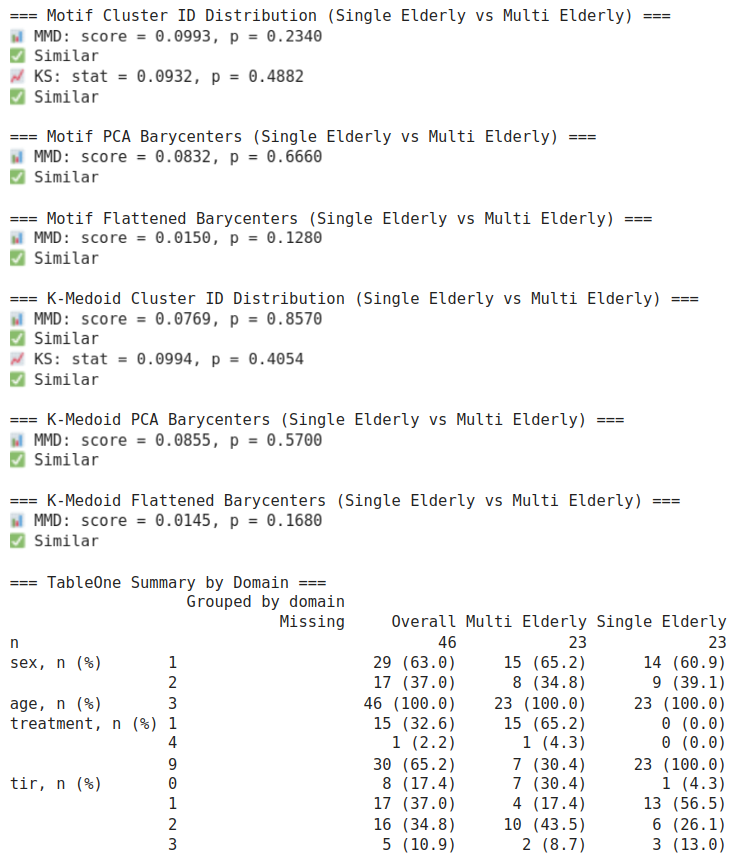 === Motif Cluster ID Distribution (Single Elderly vs Multi Elderly) ===
📊 MMD: score = 0.0993, p = 0.2340
✅ Similar
📈 KS: stat = 0.0932, p = 0.4882
✅ Similar
=== Motif PCA Barycenters (Single Elderly vs Multi Elderly) ===
📊 MMD: score = 0.0832, p = 0.6660
✅ Similar
=== Motif Flattened Barycenters (Single Elderly vs Multi Elderly) ===
📊 MMD: score = 0.0150, p = 0.1280
✅ Similar
=== K-Medoid Cluster ID Distribution (Single Elderly vs Multi Elderly) ===
📊 MMD: score = 0.0769, p = 0.8570
✅ Similar
📈 KS: stat = 0.0994, p = 0.4054
✅ Similar
=== K-Medoid PCA Barycenters (Single Elderly vs Multi Elderly) ===
📊 MMD: score = 0.0855, p = 0.5700
✅ Similar
=== K-Medoid Flattened Barycenters (Single Elderly vs Multi Elderly) ===
📊 MMD: score = 0.0145, p = 0.1680
✅ Similar
=== TableOne Summary by Domain ===
Grouped by domain
Missing Overall Multi Elderly Single Elderly
n 46 23 23
sex, n (%) 1 29 (63.0) 15 (65.2) 14 (60.9)
2 17 (37.0) 8 (34.8) 9 (39.1)
age, n (%) 3 46 (100.0) 23 (100.0) 23 (100.0)
treatment, n (%) 1 15 (32.6) 15 (65.2) 0 (0.0)
4 1 (2.2) 1 (4.3) 0 (0.0)
9 30 (65.2) 7 (30.4) 23 (100.0)
tir, n (%) 0 8 (17.4) 7 (30.4) 1 (4.3)
1 17 (37.0) 4 (17.4) 13 (56.5)
2 16 (34.8) 10 (43.5) 6 (26.1)
3 5 (10.9) 2 (8.7) 3 (13.0)